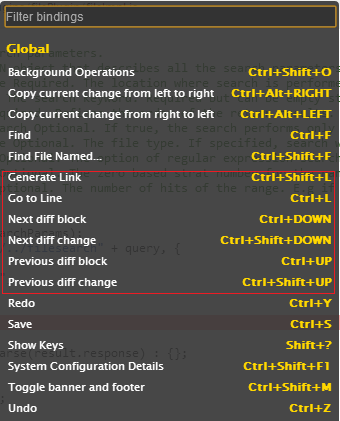 Filter bindings
Global
Background Operations Ctrl+Shift+O
Copy current change from left to right Ctrl+Alt+RIGHT
Copy current change from right to left Ctrl+Alt+LEFT
Find Ctrl+F
Find File Named... Ctrl+Shift+F
Generate Link Ctrl+Shift+L
Go to Line Ctrl+L
Next diff block Ctrl+DOWN
Next diff change Ctrl+Shift+DOWN
Previous diff block Ctrl+UP
Previous diff change Ctrl+Shift+UP
Redo Ctrl+Y
Save Ctrl+S
Show Keys Shift+?
System Configuration Details Ctrl+Shift+F1
Toggle banner and footer Ctrl+Shift+M
Undo Ctrl+Z